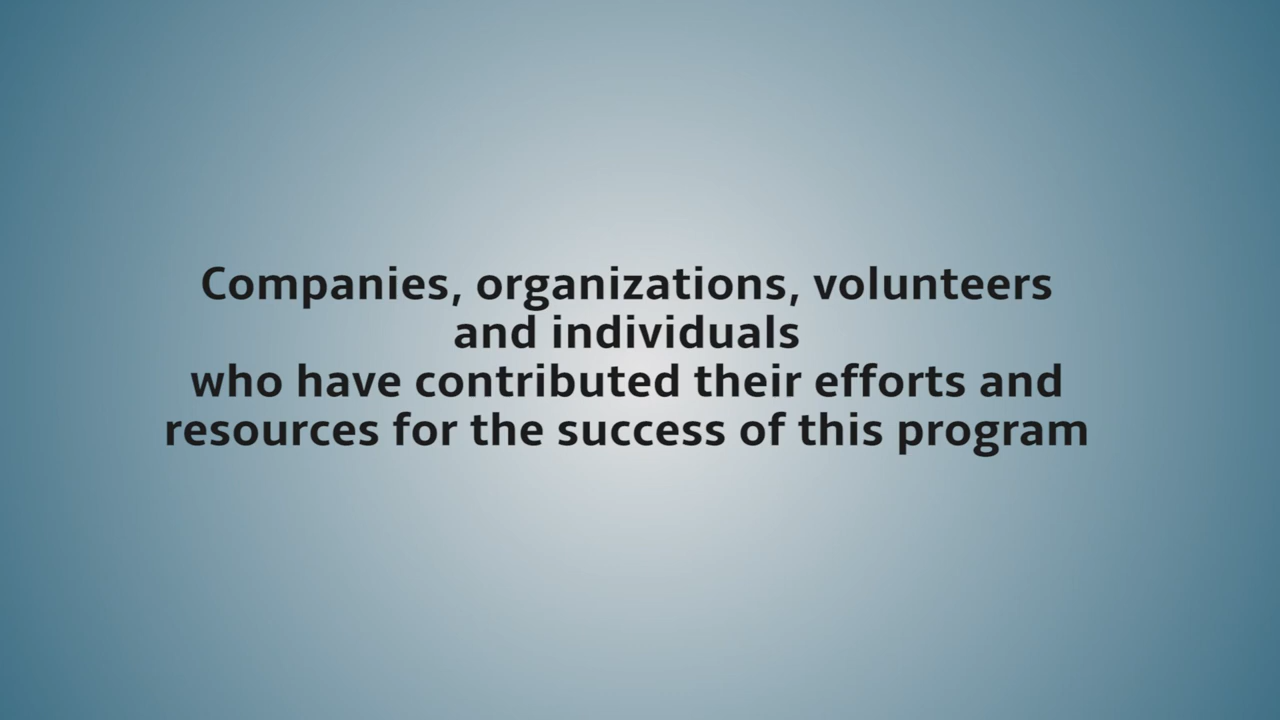 Companies, organizations, volunteers
and individuals
who have contributed their efforts and
resources for the success of this program